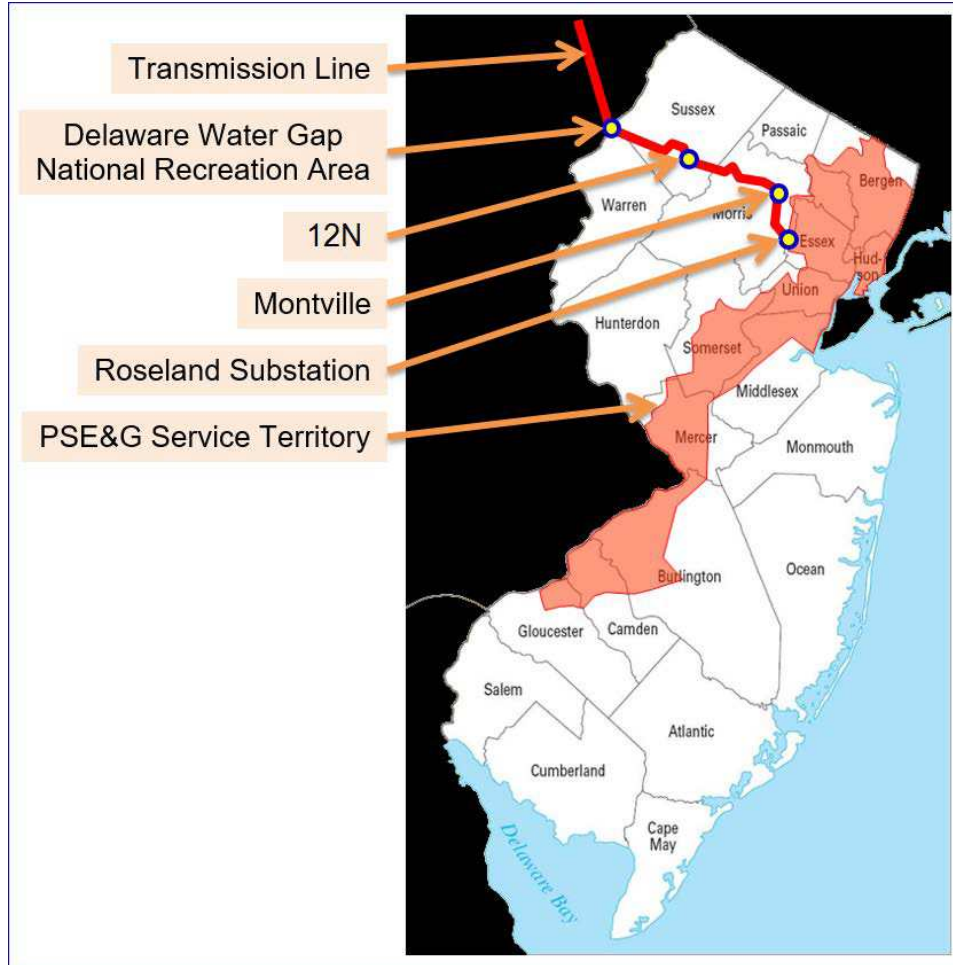 Transmission Line
Delaware Water Gap
National Recreation Area
12N
Montville
Roseland Substation
PSE&G Service Territory
Sussex
Passaic
Bergen
Warren
Morris
Essex
Hud-
son
Union
Hunterdon
Somerset
Middlesex
Mercer
Monmouth
Ocean
Burlington
Gloucester
Camden
Salem
Atlantic
Cumberland
Cape
May
Delaware Bay